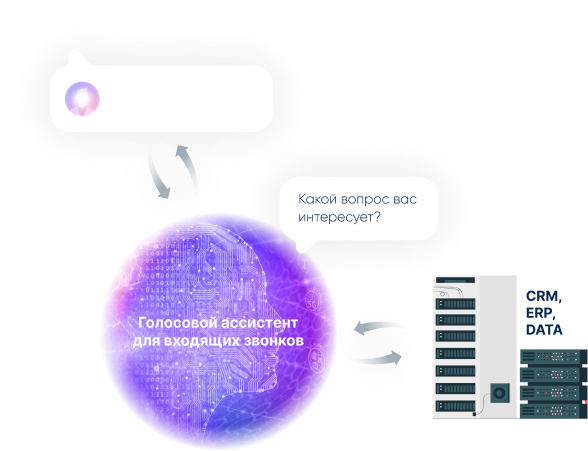 Какой вопрос вас
интересует?
Голосовой ассистент
для входящих звонков
CRM,
ERP,
DATA